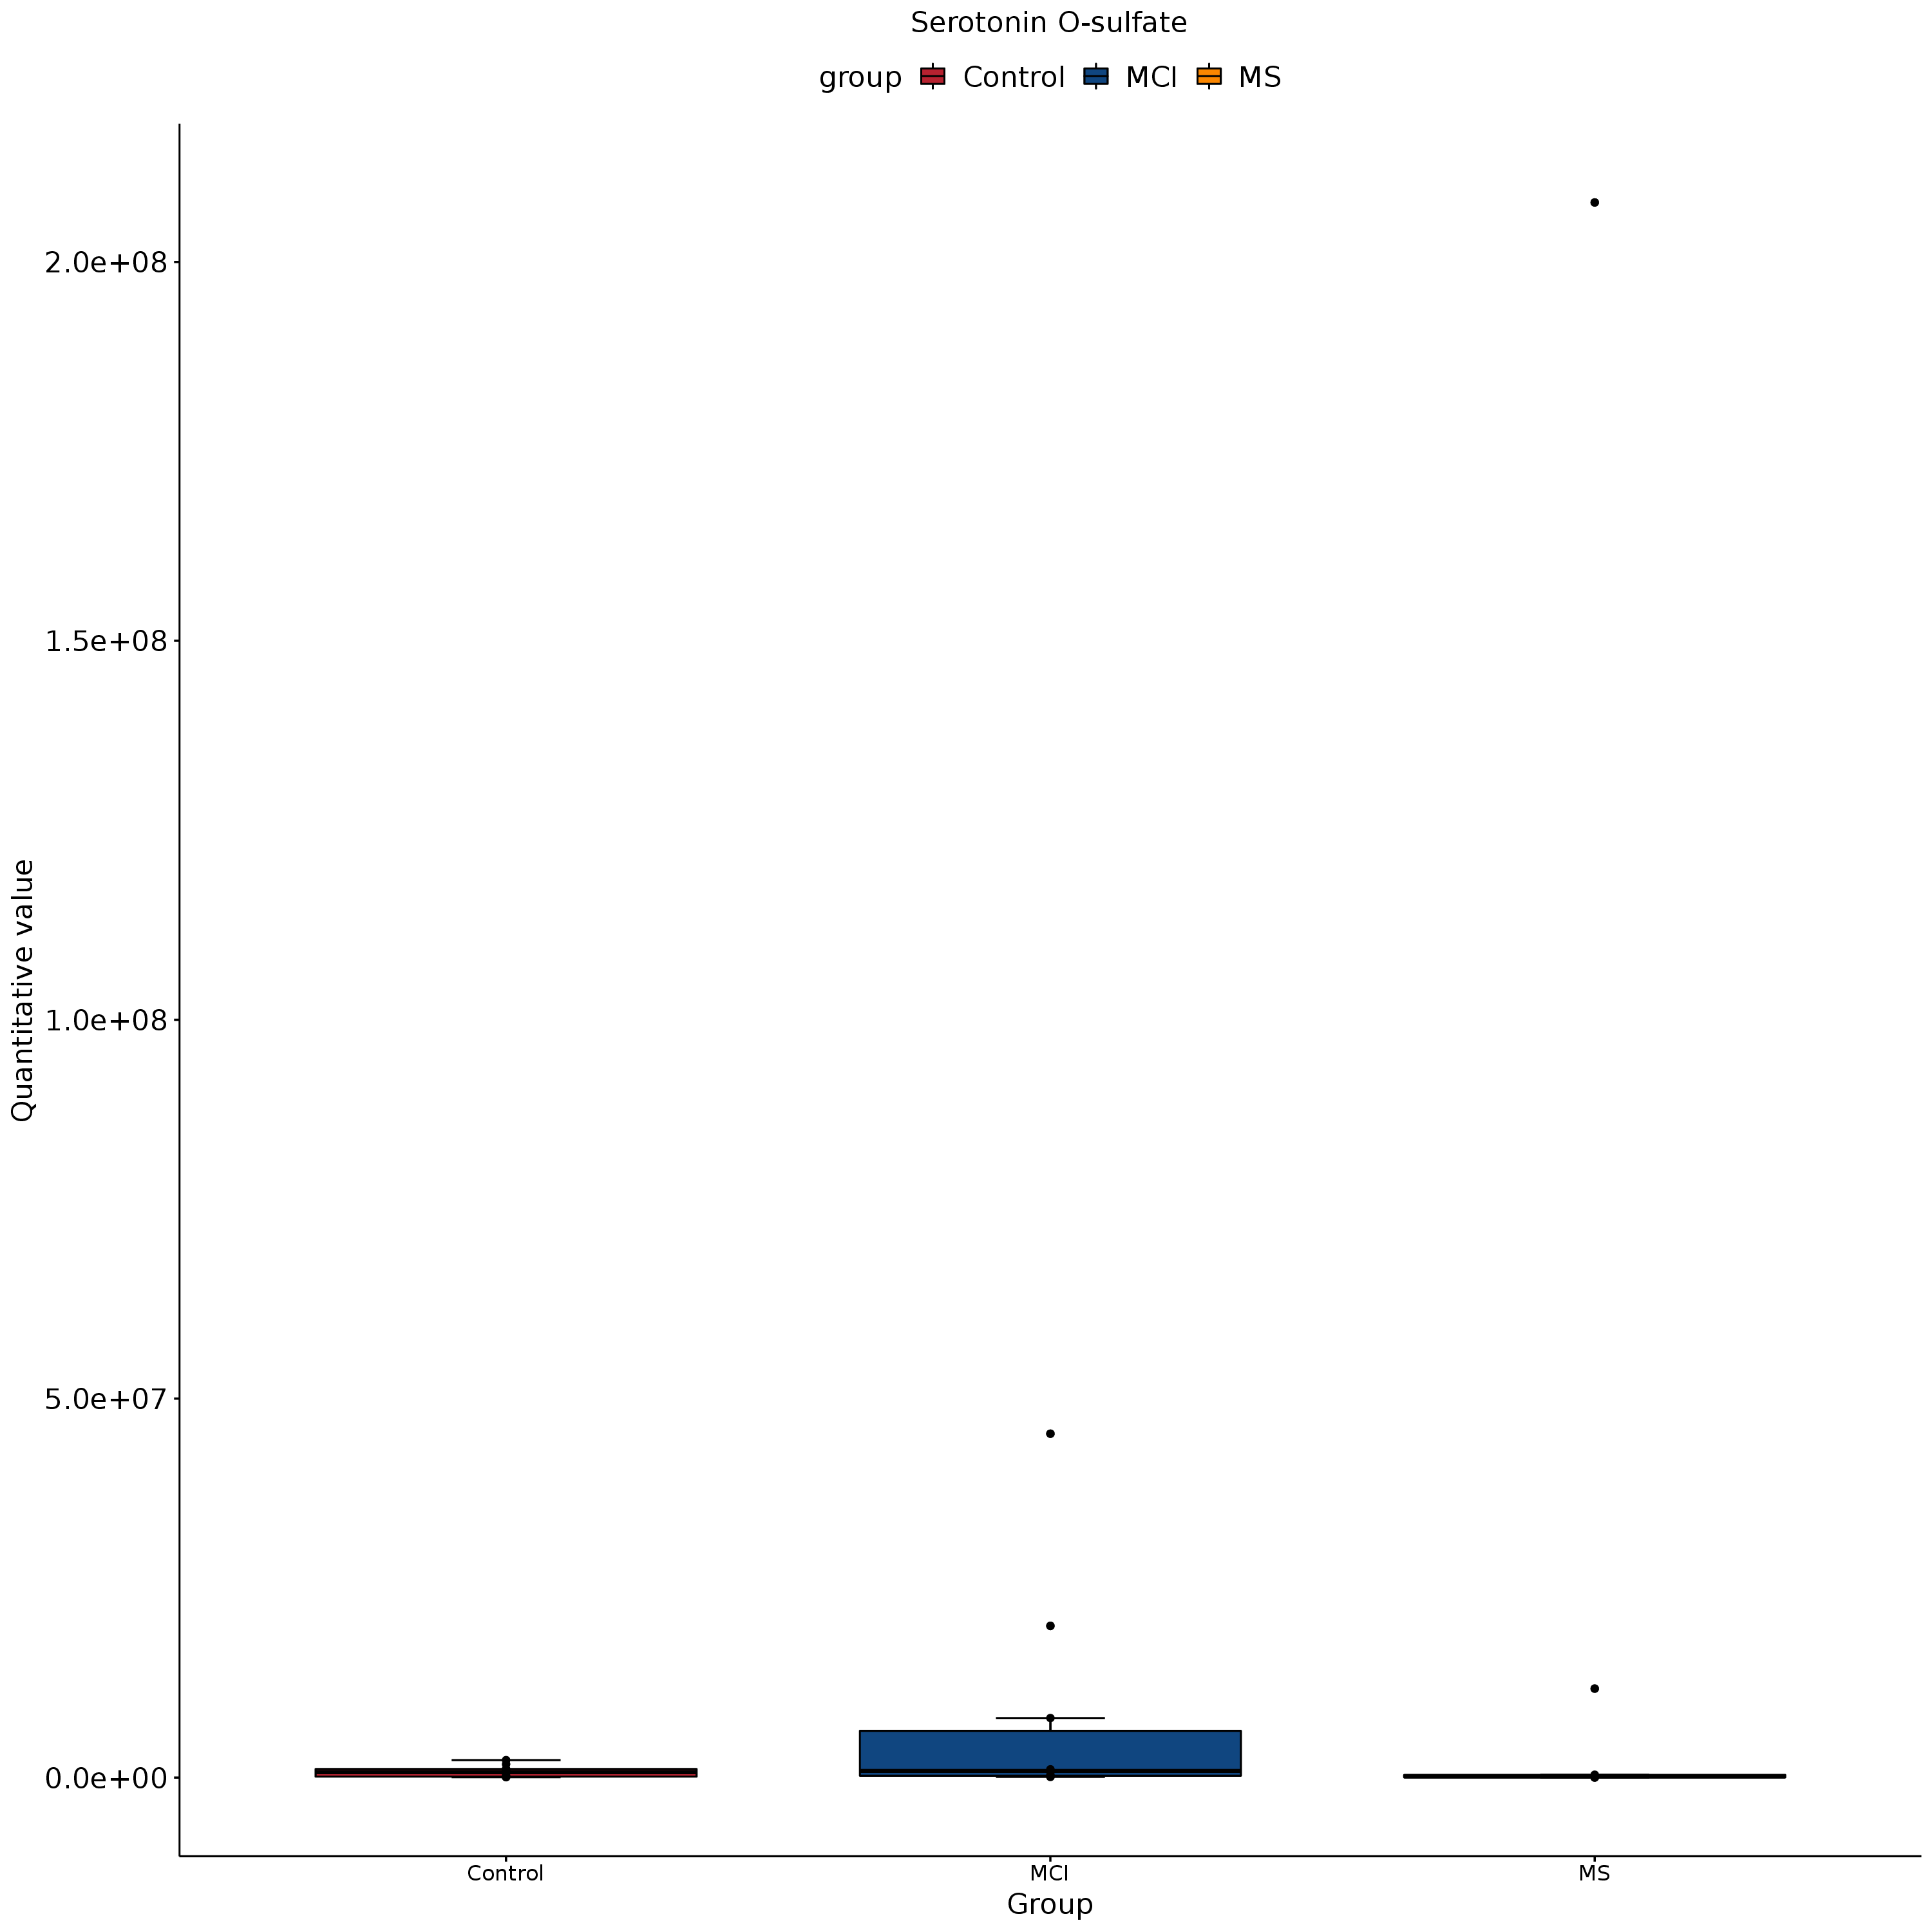 Serotonin O-sulfate
group Control MCI MS
Quantitative value
2.0e+08
1.5e+08
1.0e+08
5.0e+07
0.0e+00
Control MCI MS
Group